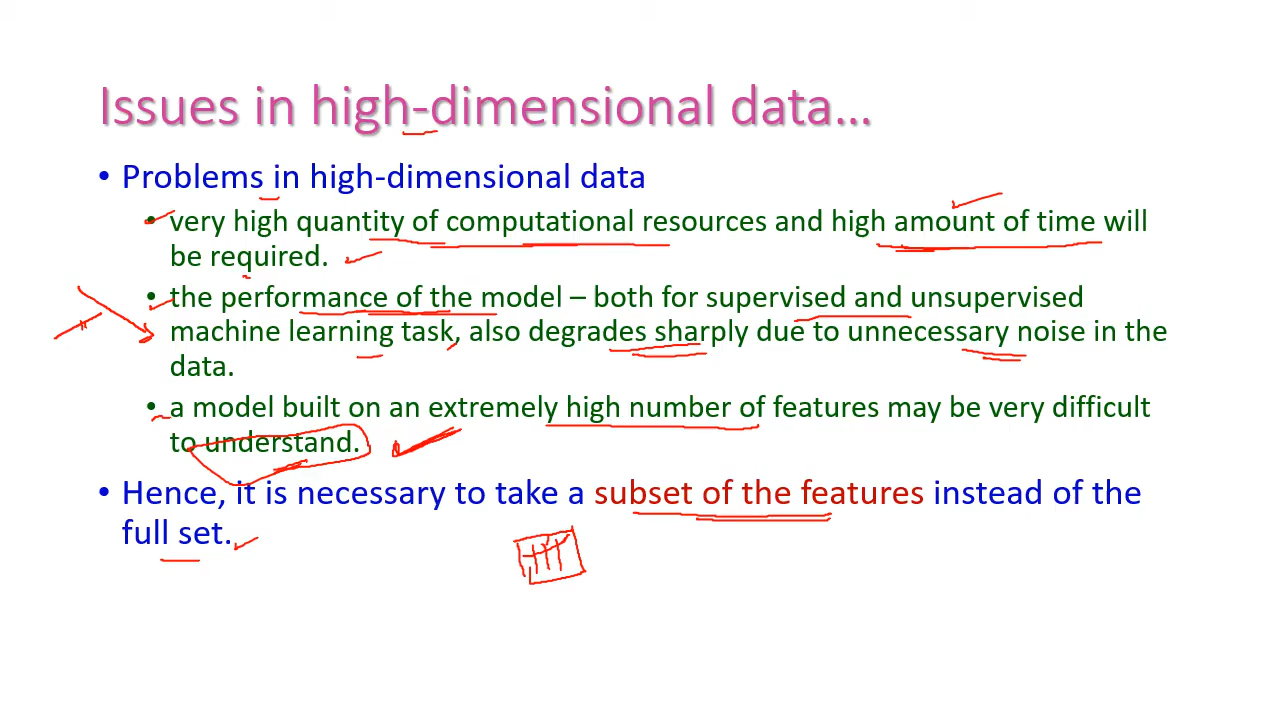 Issues in high-dimensional data...
• Problems in high-dimensional data
• very high quantity of computational resources and high amount of time will
be required.
• the performance of the model – both for supervised and unsupervised
machine learning task, also degrades sharply due to unnecessary noise in the
data.
• a model built on an extremely high number of features may be very difficult
to understand.
• Hence, it is necessary to take a subset of the features instead of the
full set.